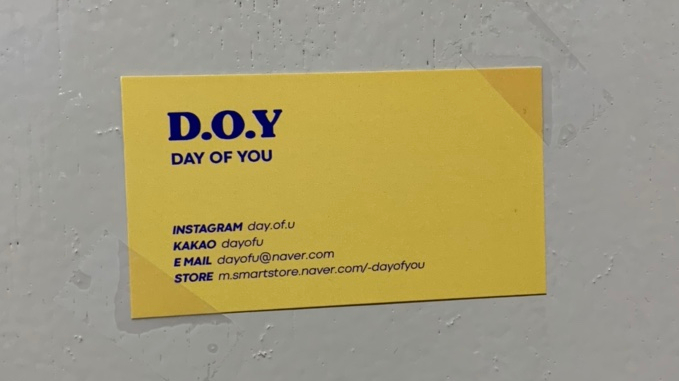 D.O.Y
DAY OF YOU
INSTAGRAM day.of.u
KAKAO dayofu
E MAIL dayofu@naver.com
STORE m.smartstore.naver.com/-dayofyou